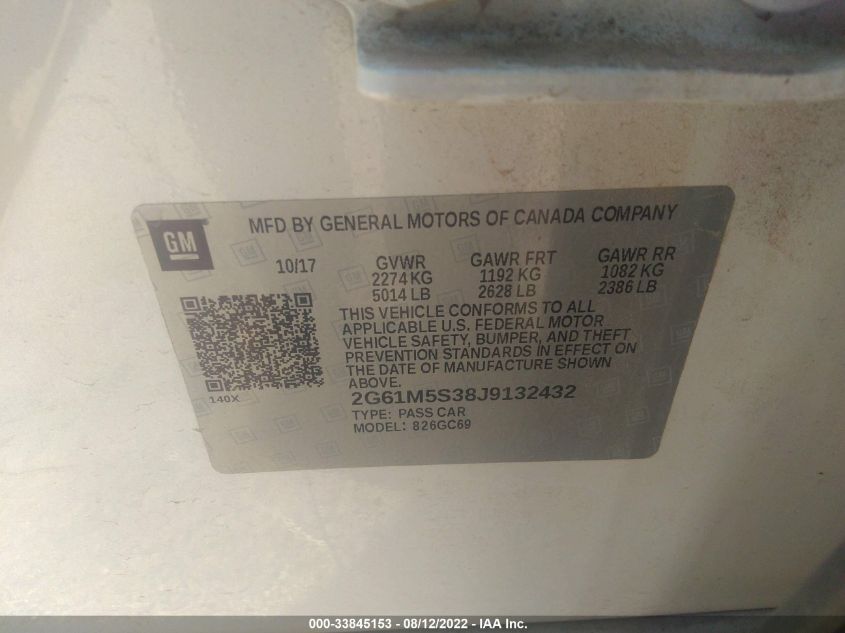 GM
MFD BY GENERAL MOTORS OF CANADA COMPANY
10/17 GVWR GAWR FRT GAWR RR
2274 KG 1192 KG 1082 KG
5014 LB 2628 LB 2386 LB
THIS VEHICLE CONFORMS TO ALL
APPLICABLE U.S. FEDERAL MOTOR
VEHICLE SAFETY, BUMPER, AND THEFT
PREVENTION STANDARDS IN EFFECT ON
THE DATE OF MANUFACTURE SHOWN
ABOVE.
140X
2G61M5S38J9132432
TYPE: PASS CAR
MODEL: 826GC69
000-33845153 - 08/12/2022 - IAA Inc.